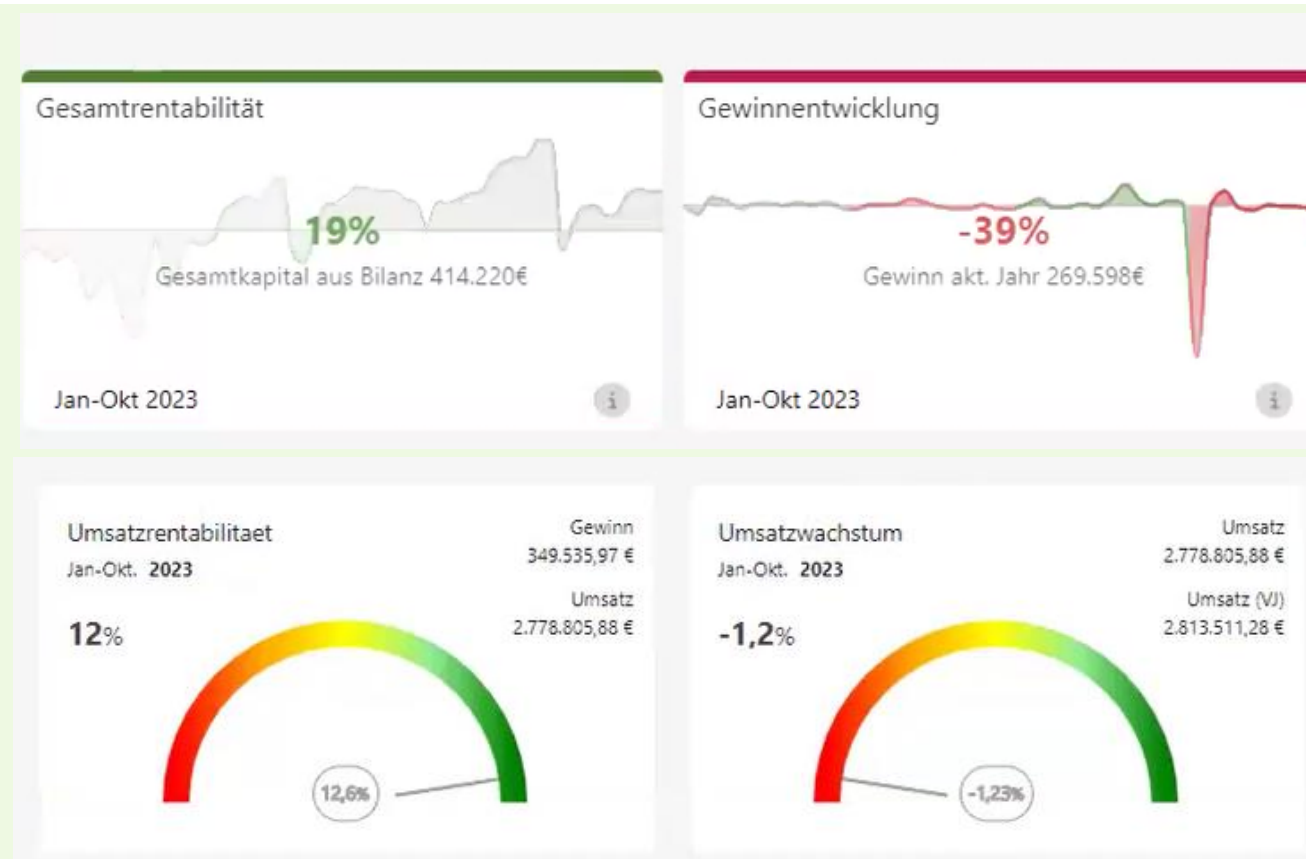 Gesamtrentabilität
19%
Gesamtkapital aus Bilanz 414.220€
Jan-Okt 2023
i
Gewinnentwicklung
-39%
Gewinn akt. Jahr 269.598€
Jan-Okt 2023
i
Umsatzrentabilitaet
Jan-Okt. 2023
12%
Gewinn
349.535,97 €
Umsatz
2.778.805,88 €
12,6%
Umsatzwachstum
Jan-Okt. 2023
-1,2%
Umsatz
2.778.805,88 €
Umsatz (VJ)
2.813.511,28 €
-1,23%